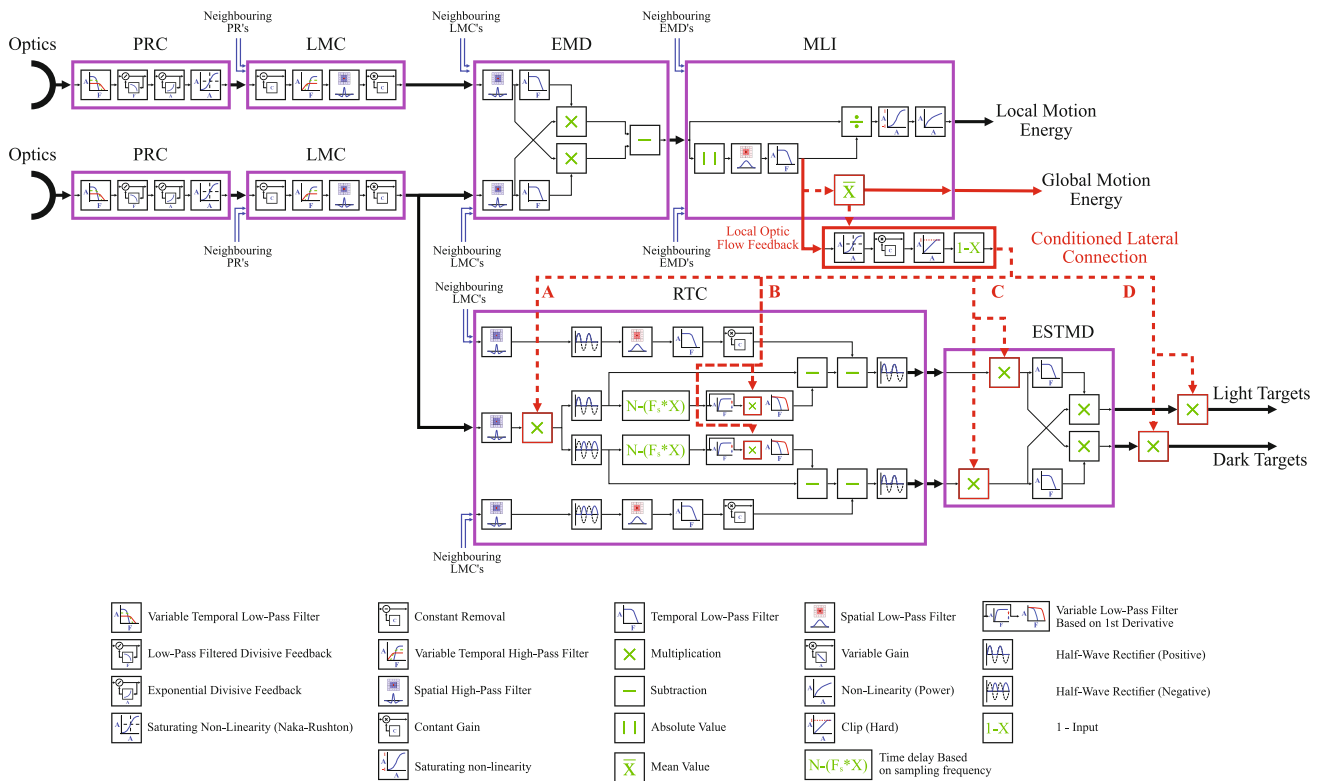 Neighbouring
PR's
Neighbouring
LMC's
Neighbouring
EMD's
Optics
PRC
LMC
EMD
MLI
Local Motion
Energy
Optics
PRC
LMC
X
Global Motion
Energy
Neighbouring
PR's
Neighbouring
LMC's
Neighbouring
EMD's
Local Optic
Flow Feedback
1-X
Conditioned Lateral
Connection
Neighbouring
LMC's
A
RTC
B
C
D
ESTMD
N-(Fs*X)
N-(Fs*X)
Light Targets
Dark Targets
Neighbouring
LMC's
Variable Temporal Low-Pass Filter
Constant Removal
Temporal Low-Pass Filter
Spatial Low-Pass Filter
Variable Low-Pass Filter
Based on 1st Derivative
Low-Pass Filtered Divisive Feedback
Variable Temporal High-Pass Filter
Multiplication
Variable Gain
Half-Wave Rectifier (Positive)
Exponential Divisive Feedback
Spatial High-Pass Filter
Subtraction
Non-Linearity (Power)
Half-Wave Rectifier (Negative)
Saturating Non-Linearity (Naka-Rushton)
Contant Gain
Absolute Value
Clip (Hard)
1-X
1 - Input
Saturating non-linearity
X
Mean Value
N-(Fs*X)
Time delay Based
on sampling frequency